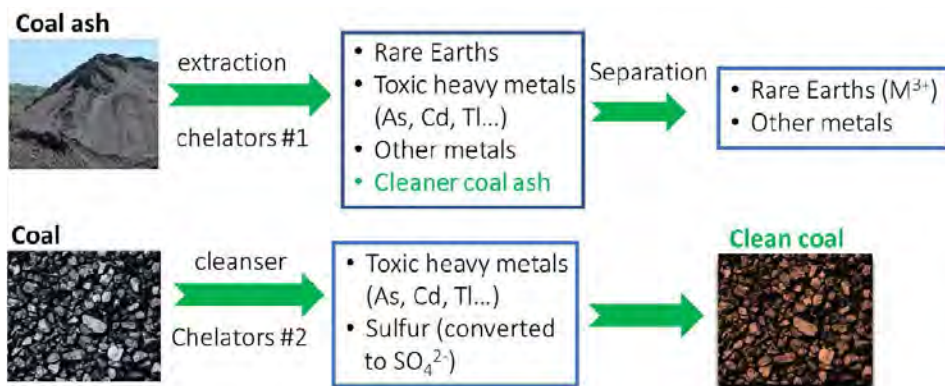 Coal ash
extraction
chelators #1
• Rare Earths
• Toxic heavy metals
(As, Cd, Tl...)
• Other metals
• Cleaner coal ash
Separation
• Rare Earths (M³⁺)
• Other metals
Coal
cleanser
Chelators #2
• Toxic heavy metals
(As, Cd, Tl...)
• Sulfur (converted
to SO₄²⁻)
Clean coal